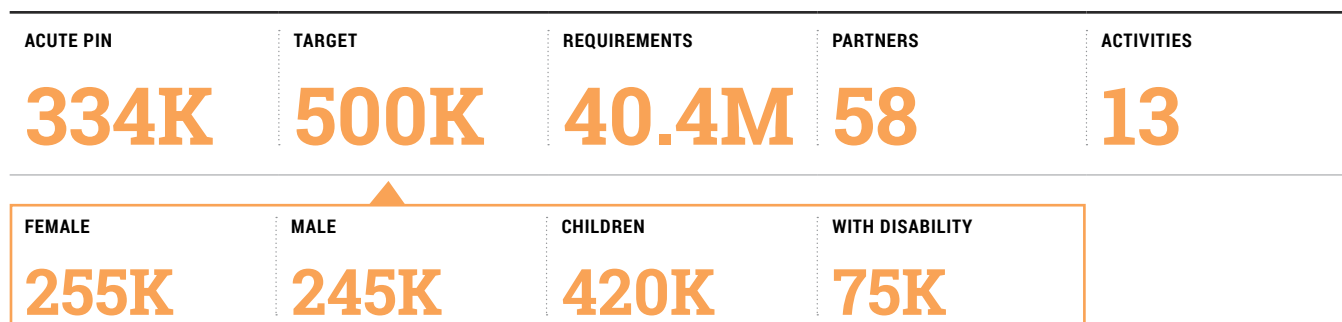 ACUTE PIN TARGET REQUIREMENTS PARTNERS ACTIVITIES
334K 500K 40.4M 58 13
FEMALE MALE CHILDREN WITH DISABILITY
255K 245K 420K 75K